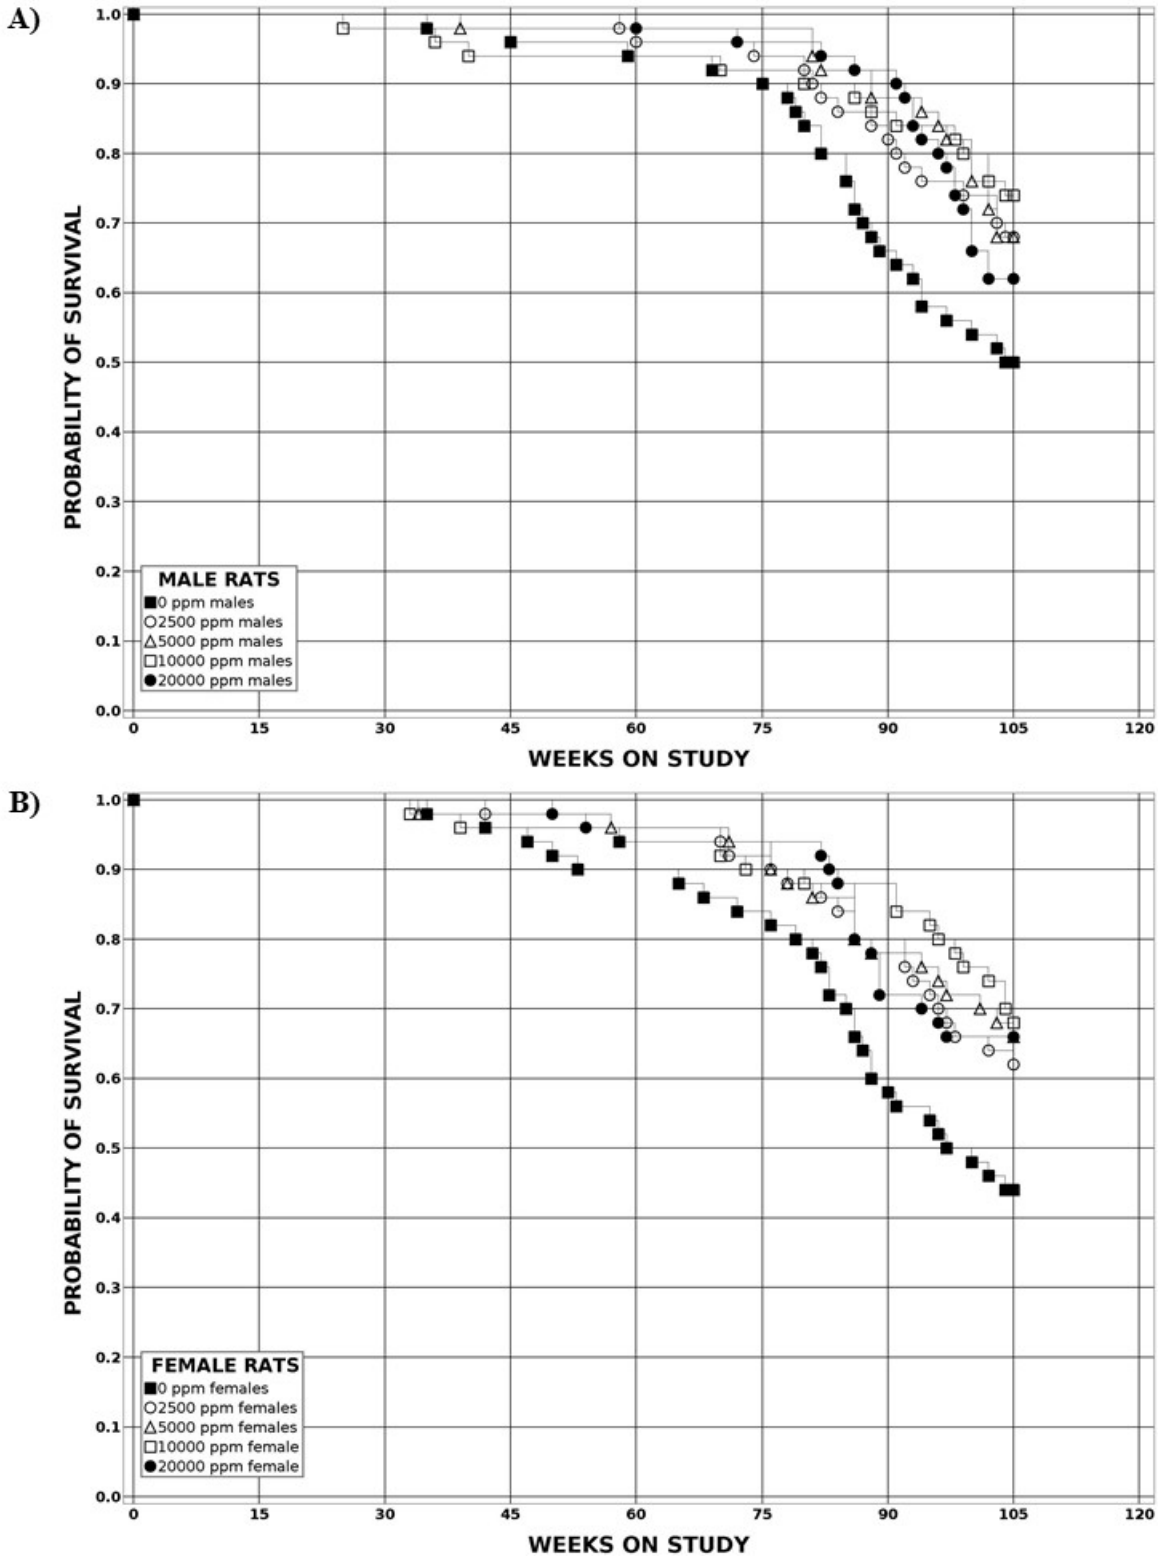 A)
PROBABILITY OF SURVIVAL
1.0
0.9
0.8
0.7
0.6
0.5
0.4
0.3
0.2
0.1
0.0
MALE RATS
0 ppm males
2500 ppm males
5000 ppm males
10000 ppm males
20000 ppm males
0 15 30 45 60 75 90 105 120
WEEKS ON STUDY
B)
PROBABILITY OF SURVIVAL
1.0
0.9
0.8
0.7
0.6
0.5
0.4
0.3
0.2
0.1
0.0
FEMALE RATS
0 ppm females
2500 ppm females
5000 ppm females
10000 ppm female
20000 ppm female
0 15 30 45 60 75 90 105 120
WEEKS ON STUDY